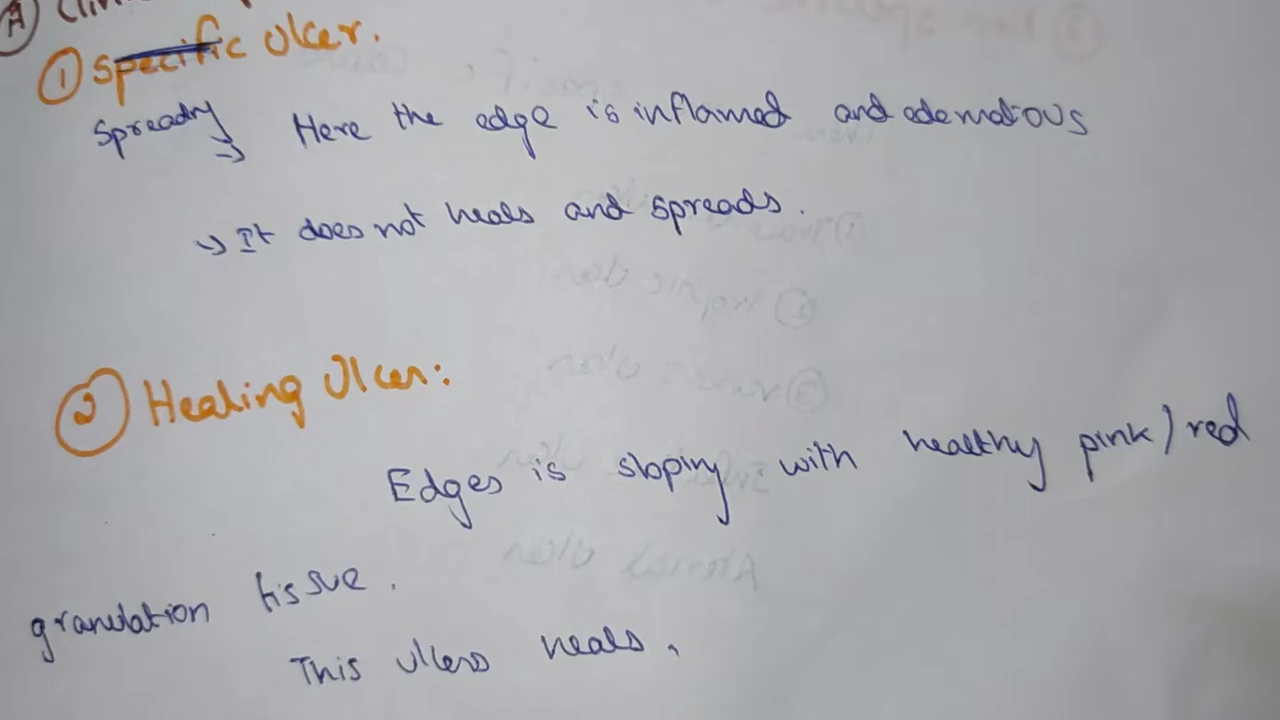 A
① Specific Ulcer.
Spreading → Here the edge is inflamed and edematous
→ It does not heals and spreads.
② Healing Ulcer:
Edges is sloping with healthy pink/red
granulation tissue.
This ulcers heals.